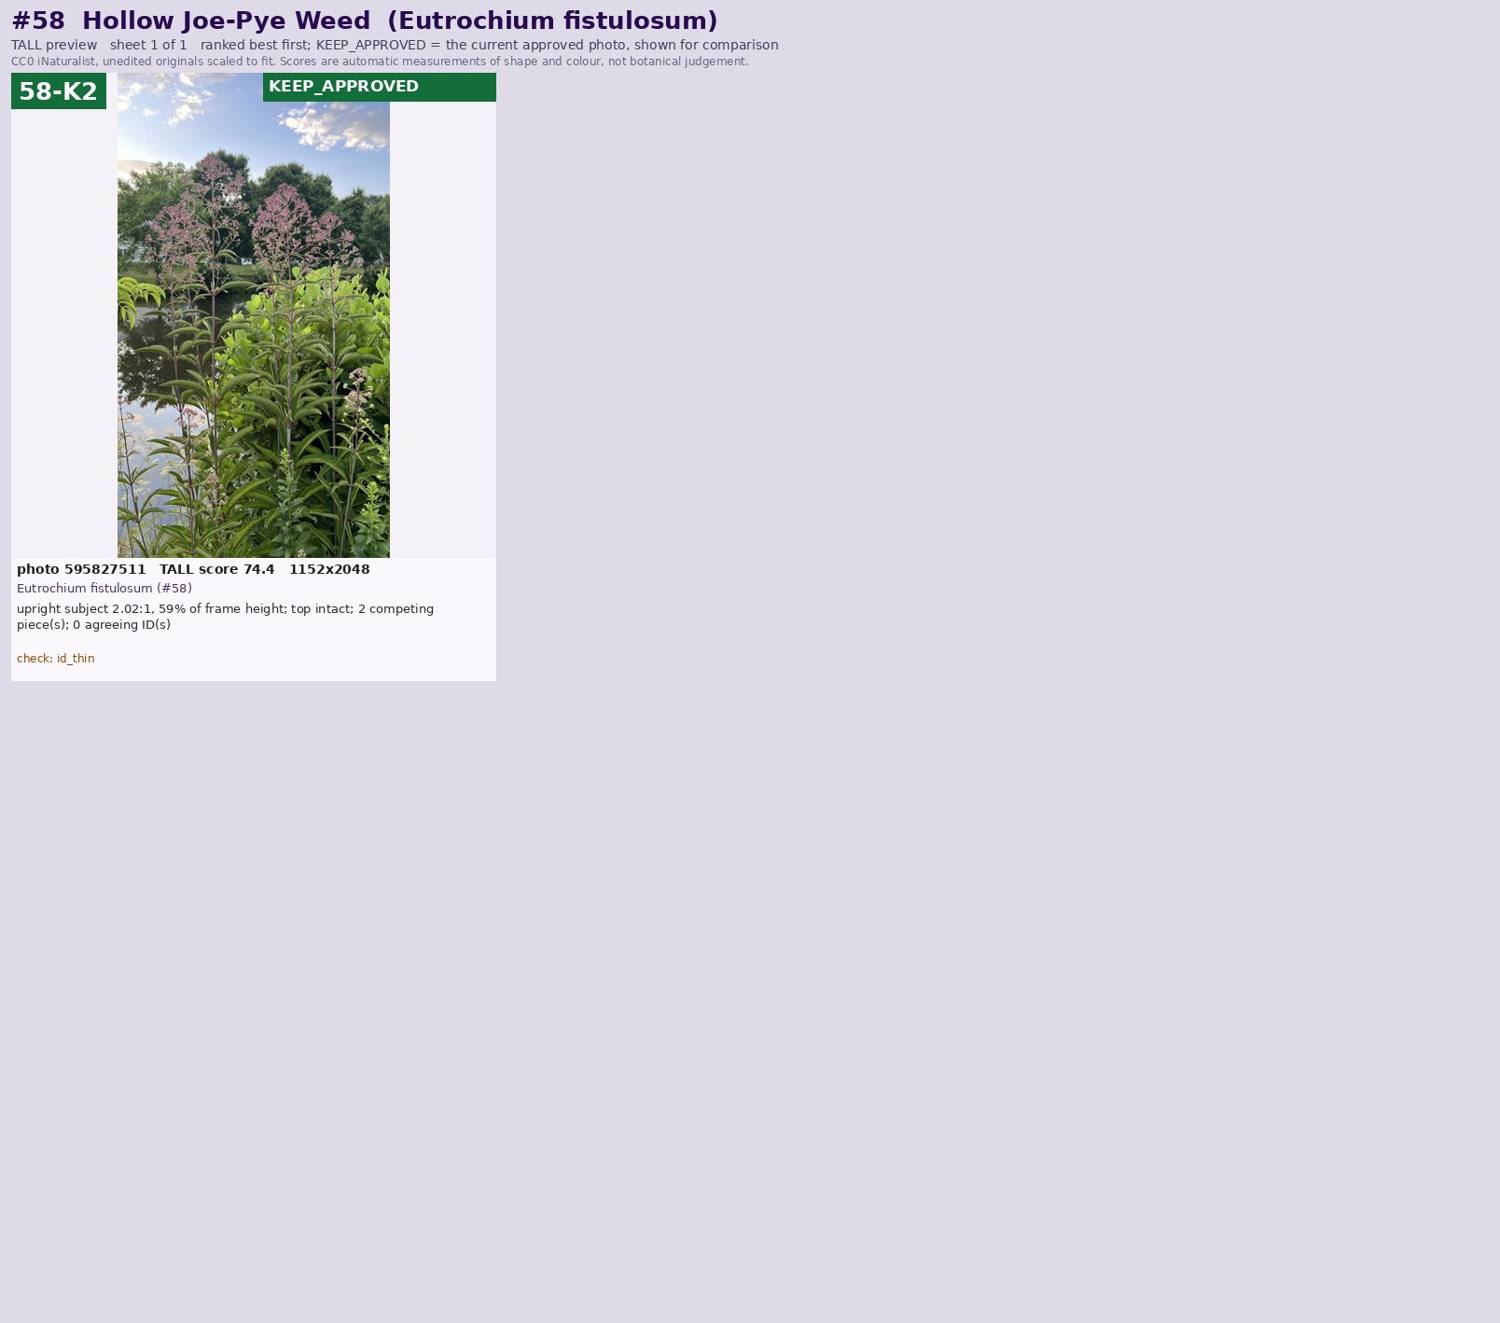 #58 Hollow Joe-Pye Weed (Eutrochium fistulosum)
TALL preview sheet 1 of 1 ranked best first; KEEP_APPROVED = the current approved photo, shown for comparison
CC0 iNaturalist, unedited originals scaled to fit. Scores are automatic measurements of shape and colour, not botanical judgement.
58-K2
KEEP_APPROVED
photo 595827511 TALL score 74.4 1152x2048
Eutrochium fistulosum (#58)
upright subject 2.02:1, 59% of frame height; top intact; 2 competing
piece(s); 0 agreeing ID(s)
check: id_thin